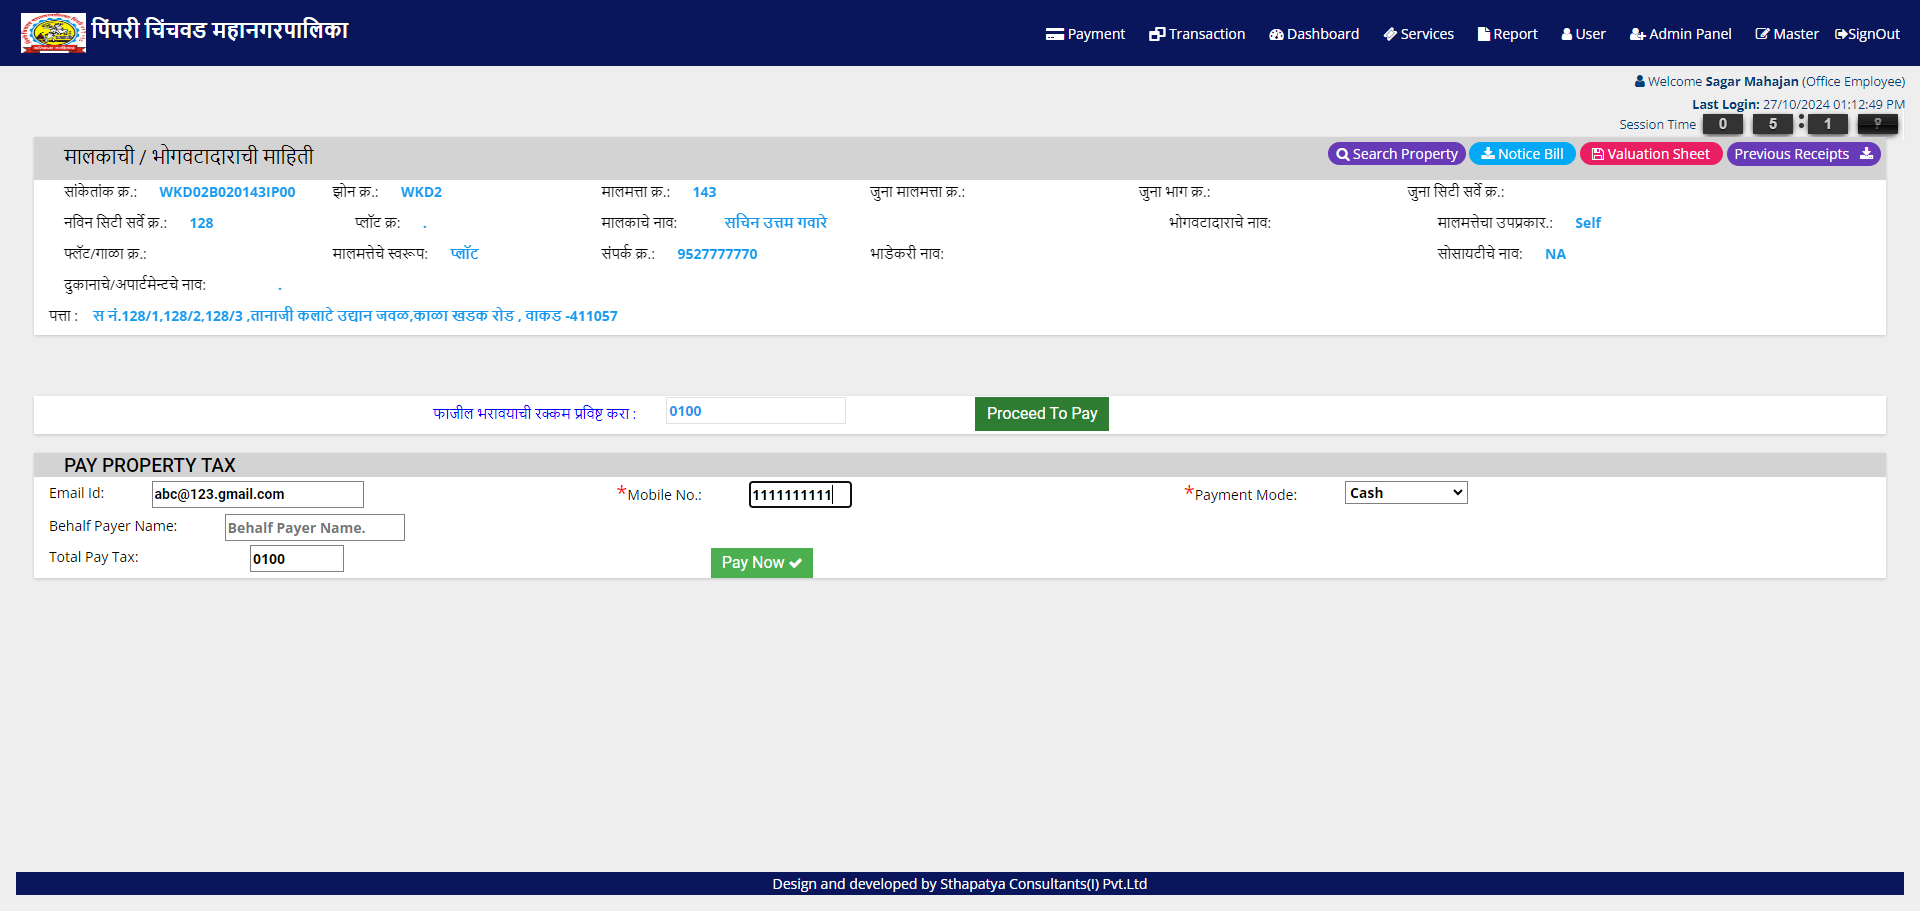 पिंपरी चिंचवड महानगरपालिका
Payment Transaction Dashboard Services Report User Admin Panel Master SignOut
Welcome Sagar Mahajan (Office Employee)
Last Login: 27/10/2024 01:12:49 PM
Session Time 0 5 : 1
मालकाची / भोगवटादाराची माहिती Search Property Notice Bill Valuation Sheet Previous Receipts
सांकेतांक क्र.: WKD02B020143IP00 झोन क्र.: WKD2 मालमत्ता क्र.: 143 जुना मालमत्ता क्र.: जुना भाग क्र.: जुना सिटी सर्वे क्र.:
नविन सिटी सर्वे क्र.: 128 प्लॉट क्र: . मालकाचे नाव: सचिन उत्तम गवारे भोगवटादाराचे नाव: मालमत्तेचा उपप्रकार.: Self
फ्लॅट/गाळा क्र.: मालमत्तेचे स्वरूप: प्लॉट संपर्क क्र.: 9527777770 भाडेकरी नाव: सोसायटीचे नाव: NA
दुकानाचे/अपार्टमेन्टचे नाव: .
पत्ता : स नं.128/1,128/2,128/3 ,तानाजी कलाटे उद्यान जवळ,काळा खडक रोड , वाकड -411057
फाजील भरावयाची रक्कम प्रविष्ट करा : 0100 Proceed To Pay
PAY PROPERTY TAX
Email Id: abc@123.gmail.com *Mobile No.: 1111111111 *Payment Mode: Cash
Behalf Payer Name: Behalf Payer Name.
Total Pay Tax: 0100 Pay Now
Design and developed by Sthapatya Consultants(I) Pvt.Ltd